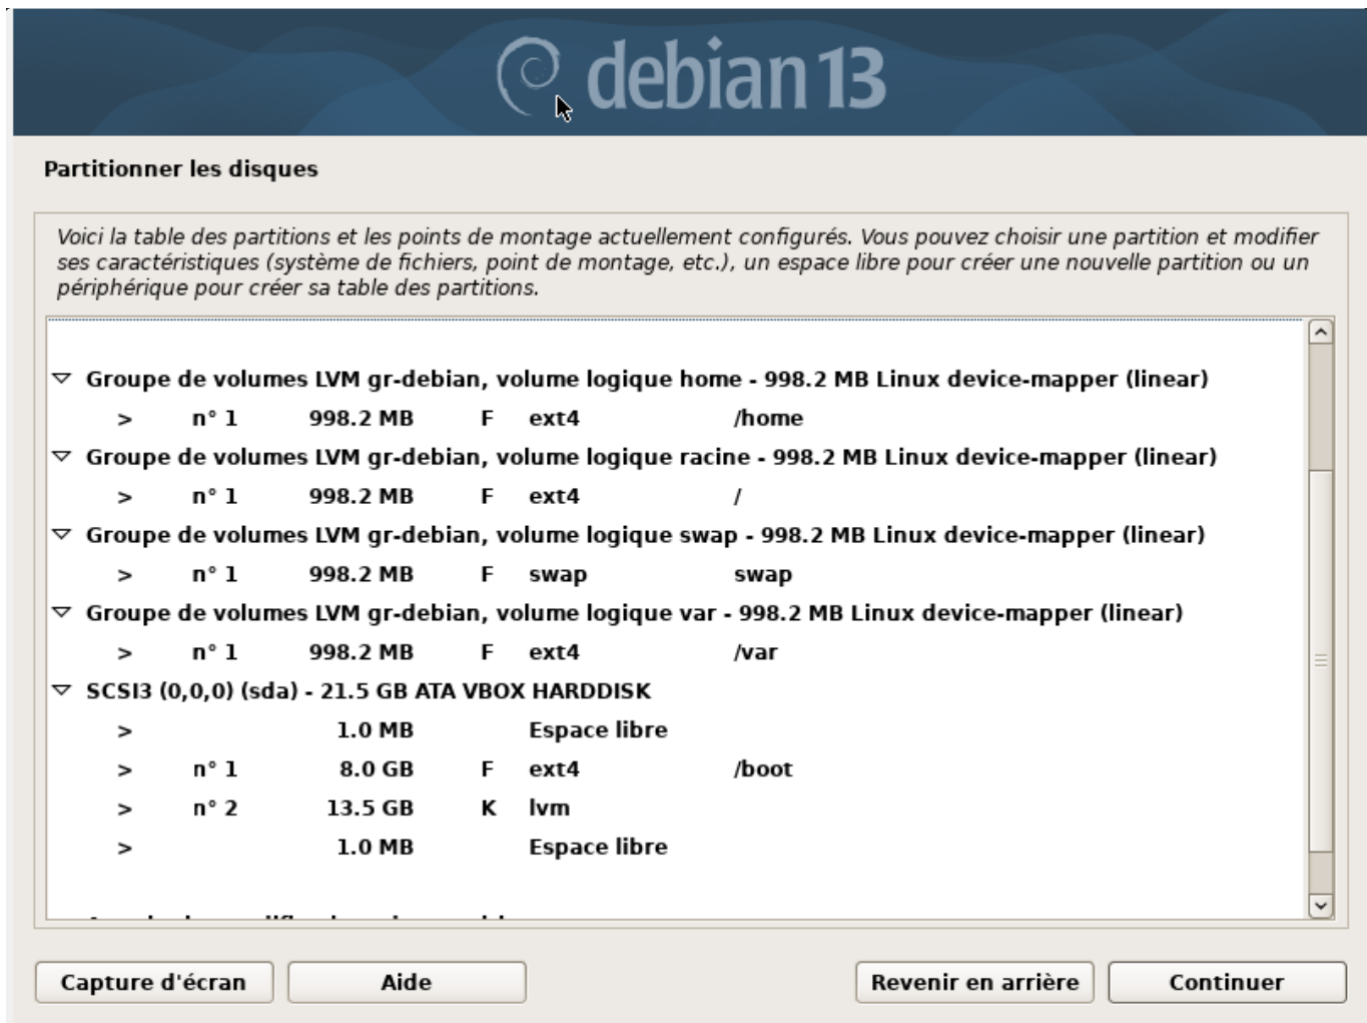 debian 13
Partitionner les disques
Voici la table des partitions et les points de montage actuellement configurés. Vous pouvez choisir une partition et modifier
ses caractéristiques (système de fichiers, point de montage, etc.), un espace libre pour créer une nouvelle partition ou un
périphérique pour créer sa table des partitions.
Groupe de volumes LVM gr-debian, volume logique home - 998.2 MB Linux device-mapper (linear)
> n° 1 998.2 MB F ext4 /home
Groupe de volumes LVM gr-debian, volume logique racine - 998.2 MB Linux device-mapper (linear)
> n° 1 998.2 MB F ext4 /
Groupe de volumes LVM gr-debian, volume logique swap - 998.2 MB Linux device-mapper (linear)
> n° 1 998.2 MB F swap swap
Groupe de volumes LVM gr-debian, volume logique var - 998.2 MB Linux device-mapper (linear)
> n° 1 998.2 MB F ext4 /var
SCSI3 (0,0,0) (sda) - 21.5 GB ATA VBOX HARDDISK
> 1.0 MB Espace libre
> n° 1 8.0 GB F ext4 /boot
> n° 2 13.5 GB K lvm
> 1.0 MB Espace libre
Capture d'écran Aide Revenir en arrière Continuer